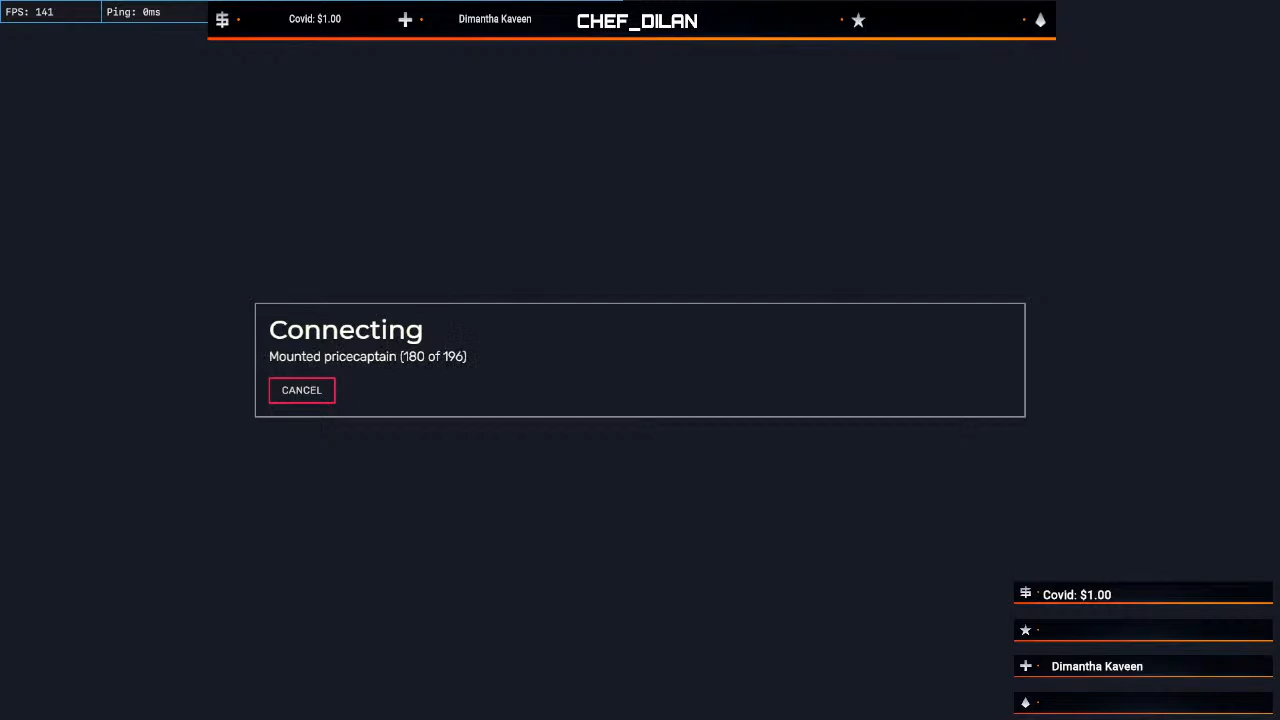 FPS: 141 Ping: 0ms
Covid: $1.00 Dimantha Kaveen CHEF_DILAN
Connecting
Mounted pricecaptain (180 of 196)
CANCEL
Covid: $1.00
Dimantha Kaveen